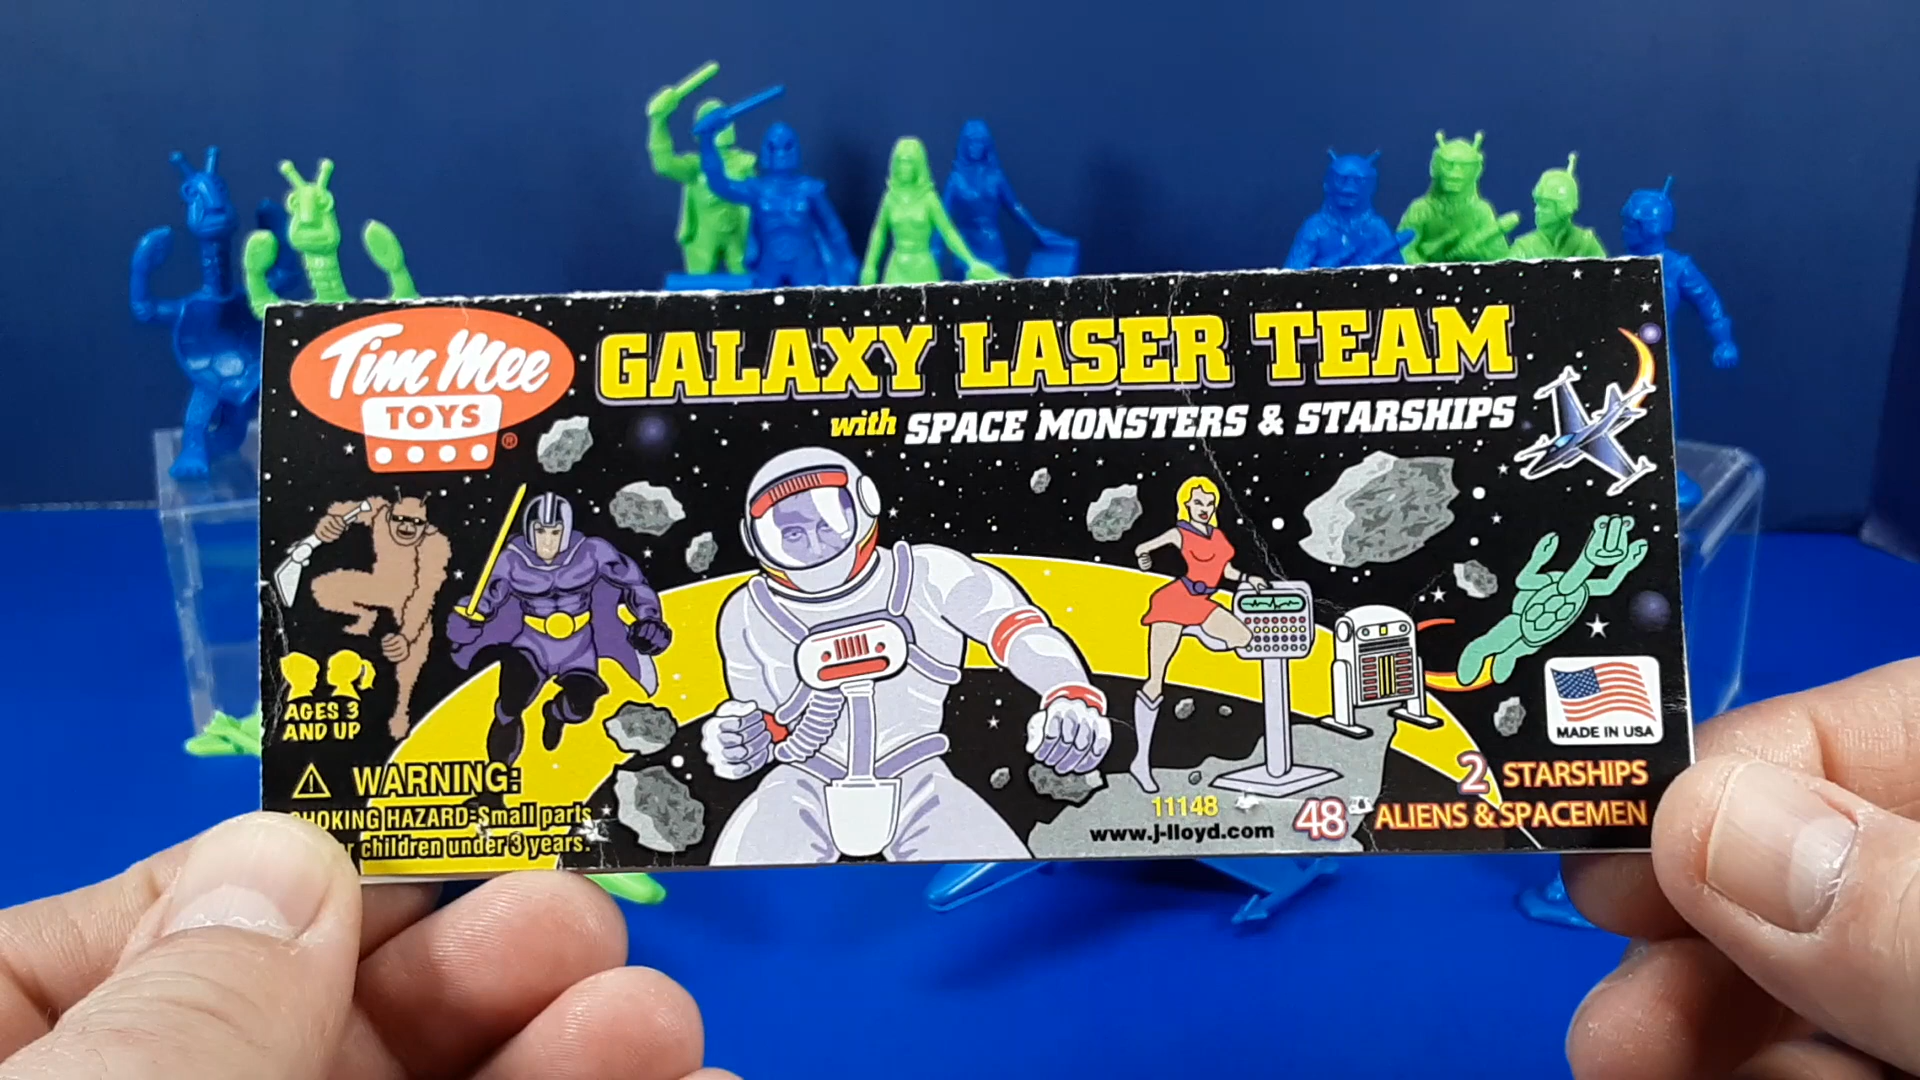 Tim Mee
TOYS
®
GALAXY LASER TEAM
with SPACE MONSTERS & STARSHIPS
AGES 3
AND UP
⚠ WARNING:
HOKING HAZARD-Small parts
children under 3 years.
11148
www.j-lloyd.com
MADE IN USA
2 STARSHIPS
48 ALIENS & SPACEMEN